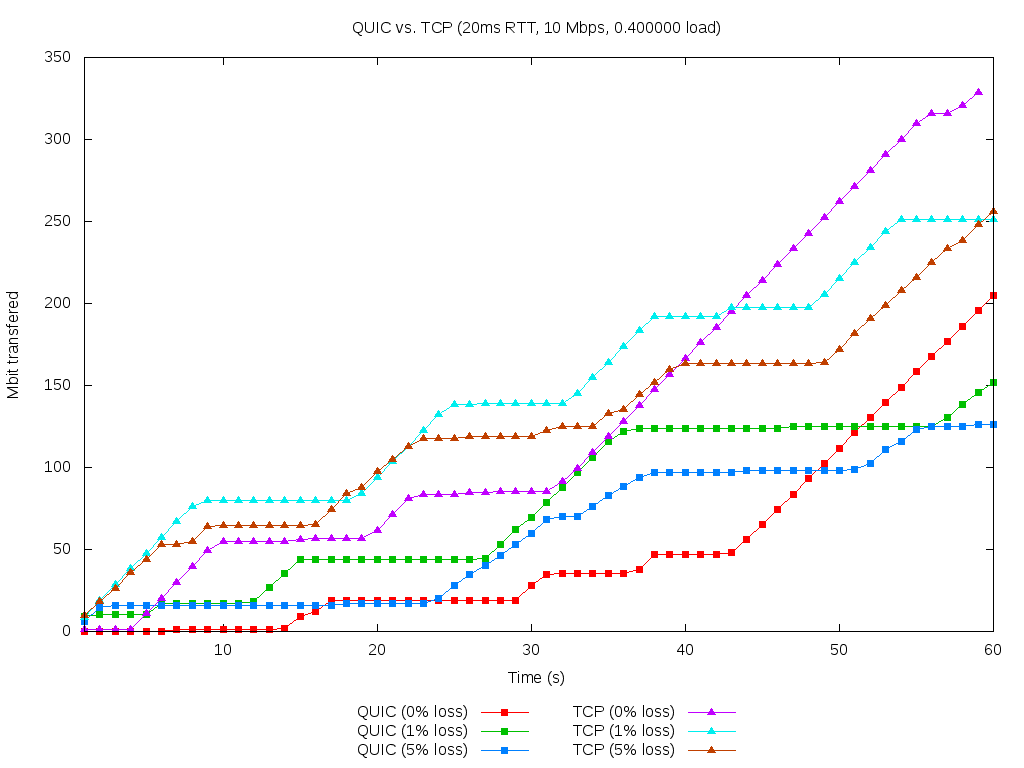 QUIC vs. TCP (20ms RTT, 10 Mbps, 0.400000 load)
350
300
250
200
150
100
50
0
Mbit transfered
10 20 30 40 50 60
Time (s)
QUIC (0% loss) TCP (0% loss)
QUIC (1% loss) TCP (1% loss)
QUIC (5% loss) TCP (5% loss)